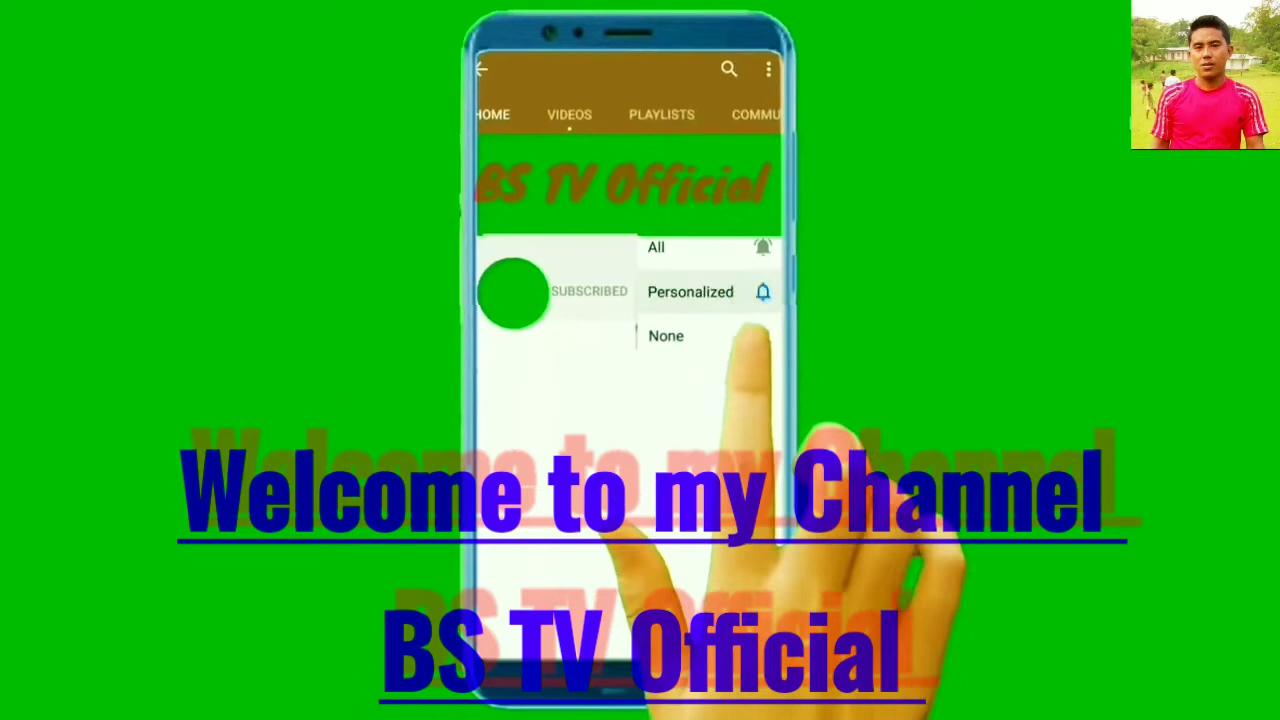 HOME VIDEOS PLAYLISTS COMMU
BS TV Official
All
SUBSCRIBED Personalized
None
Welcome to my Channel
BS TV Official